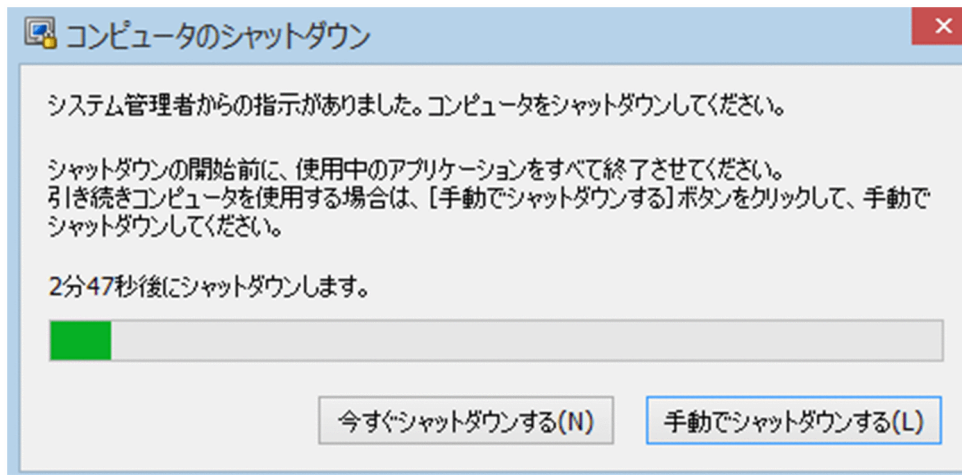 コンピュータのシャットダウン
システム管理者からの指示がありました。コンピュータをシャットダウンしてください。
シャットダウンの開始前に、使用中のアプリケーションをすべて終了させてください。
引き続きコンピュータを使用する場合は、[手動でシャットダウンする]ボタンをクリックして、手動で
シャットダウンしてください。
2分47秒後にシャットダウンします。
今すぐシャットダウンする(N)
手動でシャットダウンする(L)